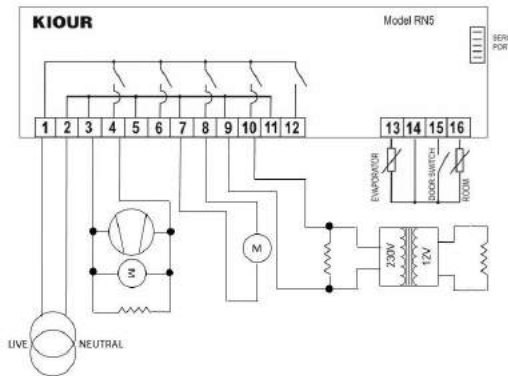 KIOUR
Model RN5
SERI
PORT
1 2 3 4 5 6 7 8 9 10 11 12
13 14 15 16
EVAPORATOR
DOOR SWITCH
ROOM
M
M
230V
12V
LIVE
NEUTRAL